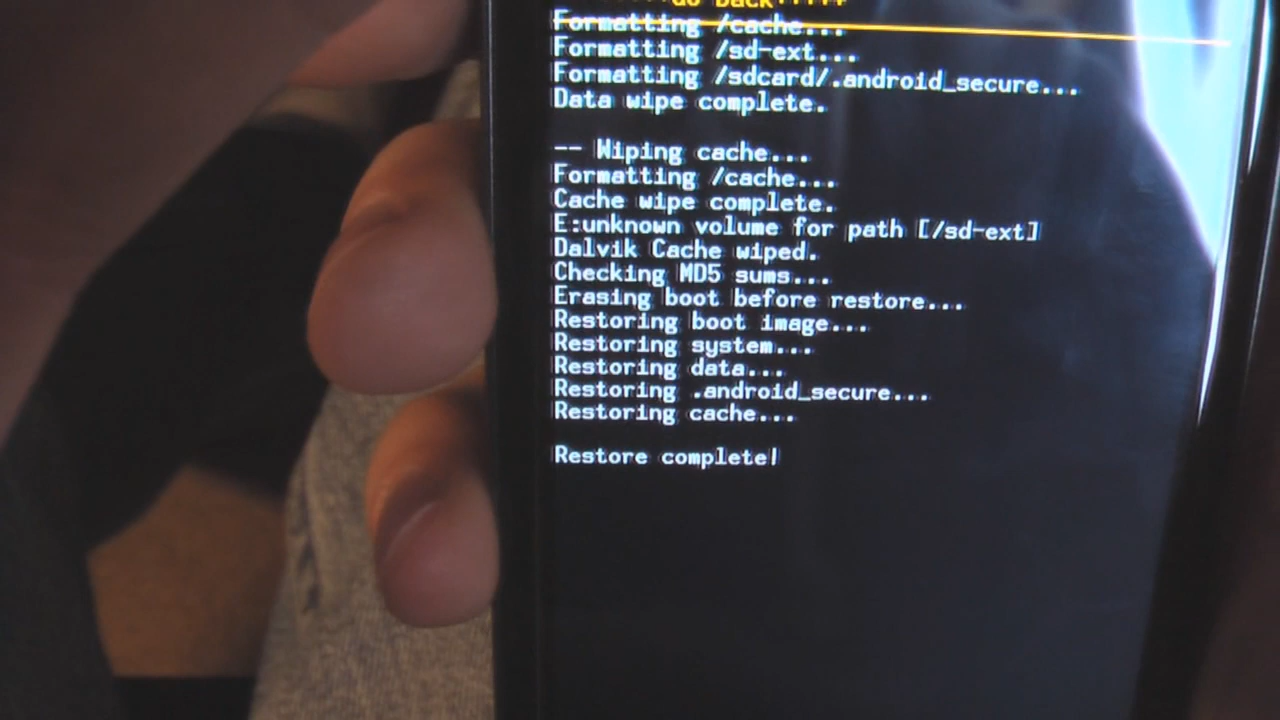 Back+++++
Formatting /cache...
Formatting /sd-ext...
Formatting /sdcard/.android_secure...
Data wipe complete.
-- Wiping cache...
Formatting /cache...
Cache wipe complete.
E:unknown volume for path [/sd-ext]
Dalvik Cache wiped.
Checking MD5 sums...
Erasing boot before restore...
Restoring boot image...
Restoring system...
Restoring data...
Restoring .android_secure...
Restoring cache...
Restore complete!